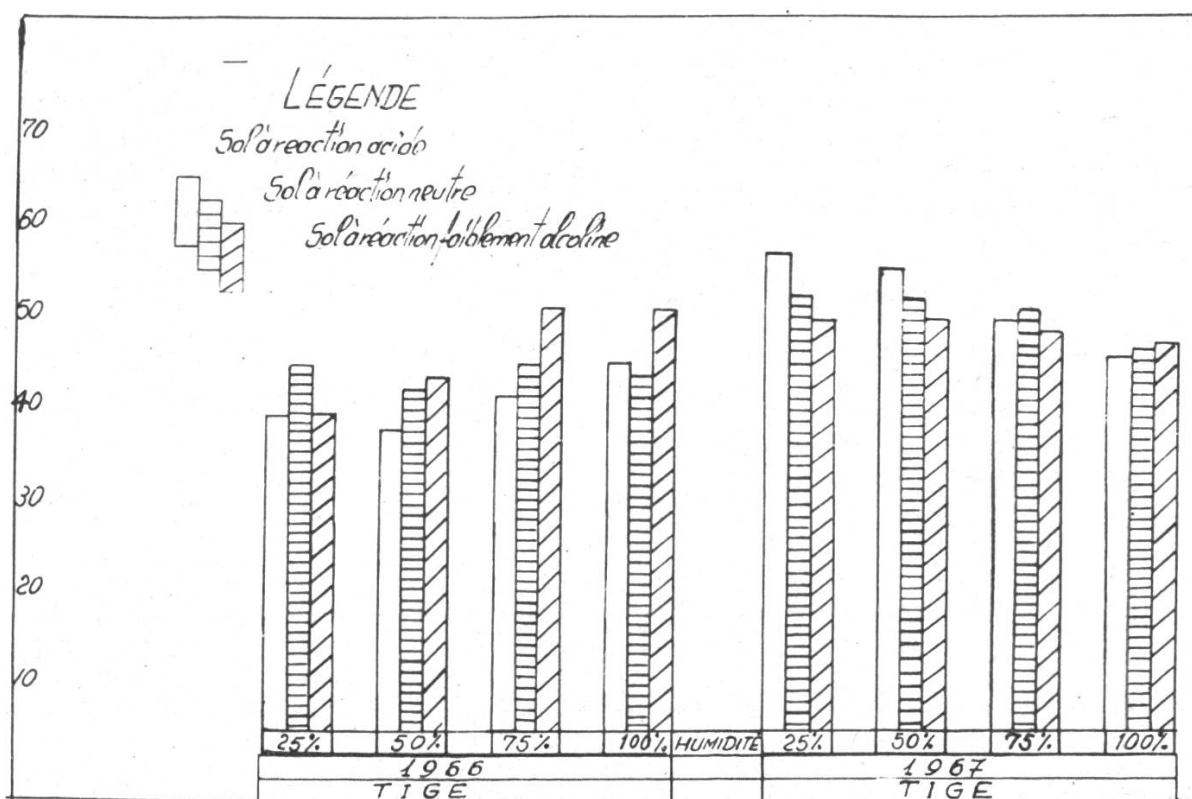 LÉGENDE
Sol à reaction acide
Sol à réaction neutre
Sol à réaction faiblement alcaline
70
60
50
40
30
20
10
25% 50% 75% 100% HUMIDITÉ 25% 50% 75% 100%
1966 1967
TIGE TIGE